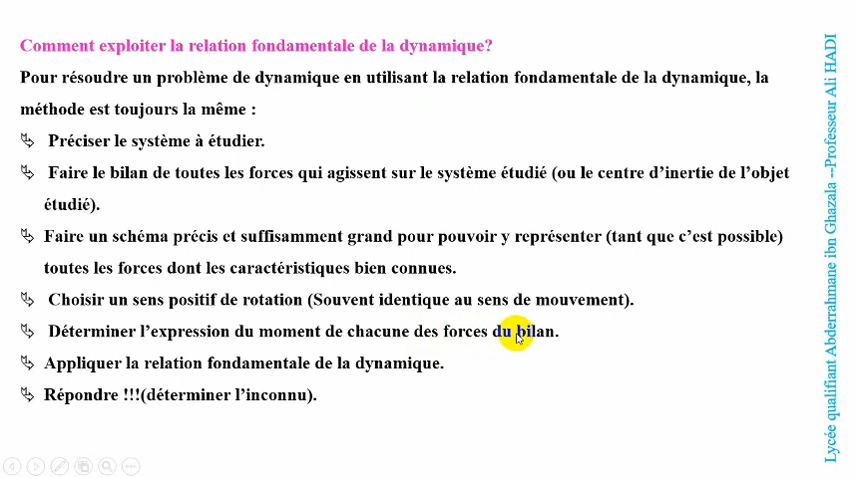 Comment exploiter la relation fondamentale de la dynamique?
Pour résoudre un problème de dynamique en utilisant la relation fondamentale de la dynamique, la
méthode est toujours la même :
Préciser le système à étudier.
Faire le bilan de toutes les forces qui agissent sur le système étudié (ou le centre d’inertie de l’objet
étudié).
Faire un schéma précis et suffisamment grand pour pouvoir y représenter (tant que c’est possible)
toutes les forces dont les caractéristiques bien connues.
Choisir un sens positif de rotation (Souvent identique au sens de mouvement).
Déterminer l’expression du moment de chacune des forces du bilan.
Appliquer la relation fondamentale de la dynamique.
Répondre !!!(déterminer l’inconnu).
Lycée qualifiant Abderrahmane ibn Ghazala --Professeur Ali HADI